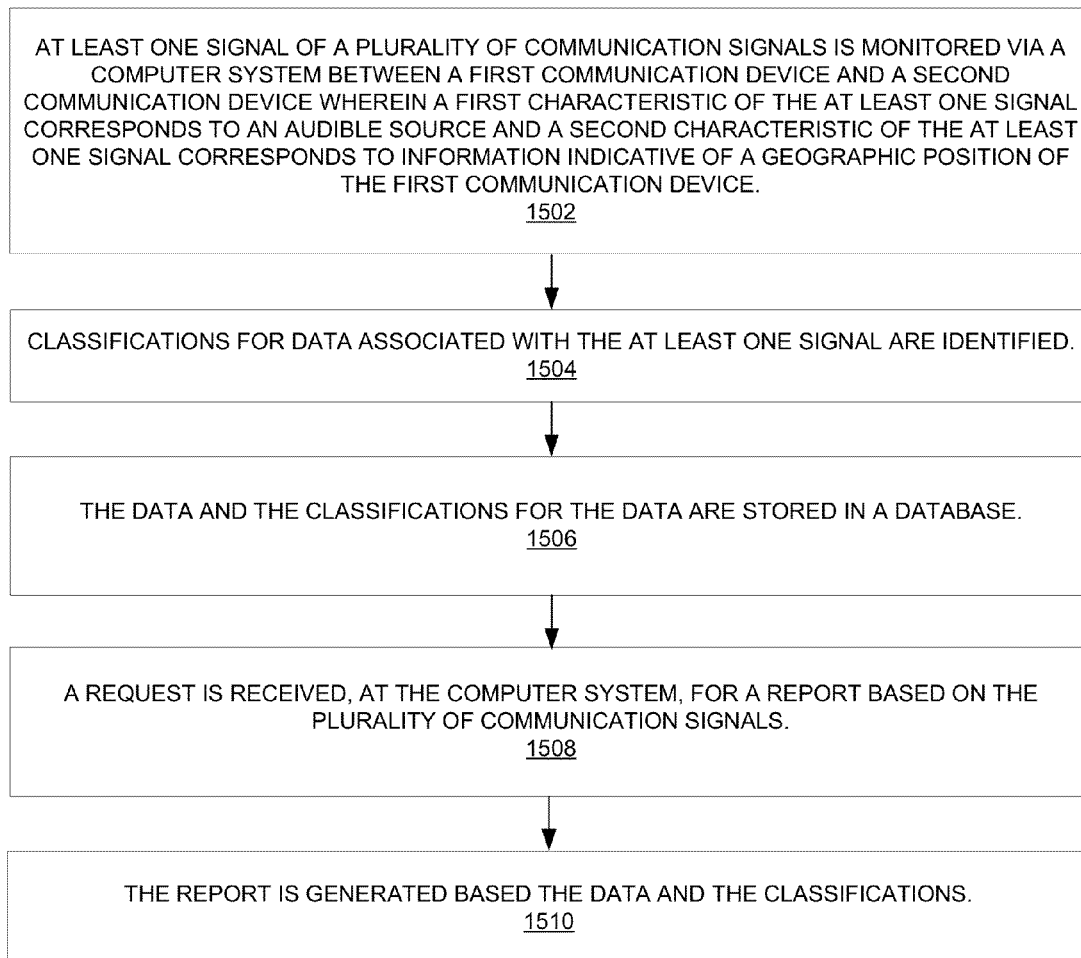 AT LEAST ONE SIGNAL OF A PLURALITY OF COMMUNICATION SIGNALS IS MONITORED VIA A
COMPUTER SYSTEM BETWEEN A FIRST COMMUNICATION DEVICE AND A SECOND
COMMUNICATION DEVICE WHEREIN A FIRST CHARACTERISTIC OF THE AT LEAST ONE SIGNAL
CORRESPONDS TO AN AUDIBLE SOURCE AND A SECOND CHARACTERISTIC OF THE AT LEAST
ONE SIGNAL CORRESPONDS TO INFORMATION INDICATIVE OF A GEOGRAPHIC POSITION OF
THE FIRST COMMUNICATION DEVICE.
1502
CLASSIFICATIONS FOR DATA ASSOCIATED WITH THE AT LEAST ONE SIGNAL ARE IDENTIFIED.
1504
THE DATA AND THE CLASSIFICATIONS FOR THE DATA ARE STORED IN A DATABASE.
1506
A REQUEST IS RECEIVED, AT THE COMPUTER SYSTEM, FOR A REPORT BASED ON THE
PLURALITY OF COMMUNICATION SIGNALS.
1508
THE REPORT IS GENERATED BASED THE DATA AND THE CLASSIFICATIONS.
1510